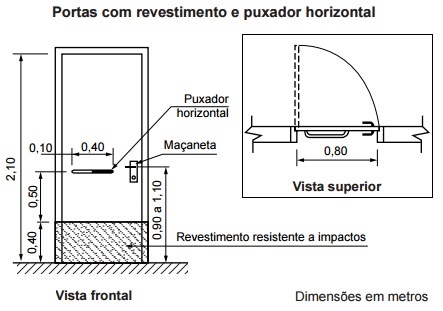 Portas com revestimento e puxador horizontal
Puxador
horizontal
0,10
0,40
Maçaneta
2,10
0,50
0,90 a 1,10
0,40
Revestimento resistente a impactos
Vista frontal
0,80
Vista superior
Dimensões em metros